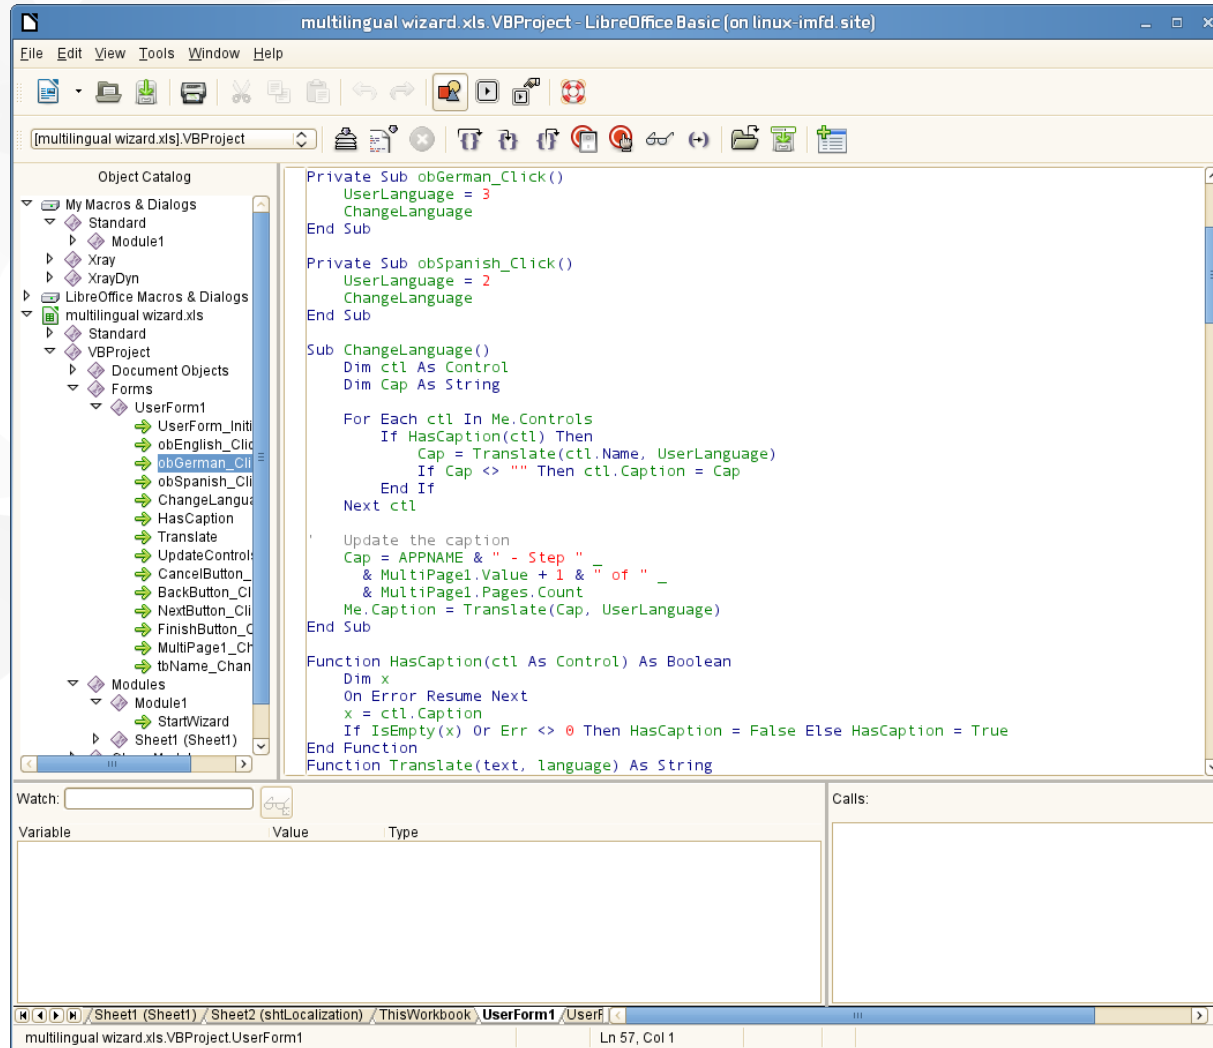 multilingual wizard.xls.VBProject - LibreOffice Basic (on linux-imfd.site)
File Edit View Tools Window Help
[multilingual wizard.xls].VBProject
Object Catalog
My Macros & Dialogs
Standard
Module1
Xray
XrayDyn
LibreOffice Macros & Dialogs
multilingual wizard.xls
Standard
VBProject
Document Objects
Forms
UserForm1
UserForm_Initi
obEnglish_Clic
obGerman_Cli
obSpanish_Cli
ChangeLangua
HasCaption
Translate
UpdateControls
CancelButton_
BackButton_Cl
NextButton_Cli
FinishButton_C
MultiPage1_Ch
tbName_Chan
Modules
Module1
StartWizard
Sheet1 (Sheet1)
Private Sub obGerman_Click()
    UserLanguage = 3
    ChangeLanguage
End Sub
Private Sub obSpanish_Click()
    UserLanguage = 2
    ChangeLanguage
End Sub
Sub ChangeLanguage()
    Dim ctl As Control
    Dim Cap As String
    For Each ctl In Me.Controls
        If HasCaption(ctl) Then
            Cap = Translate(ctl.Name, UserLanguage)
            If Cap <> "" Then ctl.Caption = Cap
        End If
    Next ctl
'   Update the caption
    Cap = APPNAME & " - Step " _
      & MultiPage1.Value + 1 & " of " _
      & MultiPage1.Pages.Count
    Me.Caption = Translate(Cap, UserLanguage)
End Sub
Function HasCaption(ctl As Control) As Boolean
    Dim x
    On Error Resume Next
    x = ctl.Caption
    If IsEmpty(x) Or Err <> 0 Then HasCaption = False Else HasCaption = True
End Function
Function Translate(text, language) As String
Watch:
Variable Value Type
Calls:
Sheet1 (Sheet1) Sheet2 (shtLocalization) ThisWorkbook UserForm1 UserF
multilingual wizard.xls.VBProject.UserForm1 Ln 57, Col 1